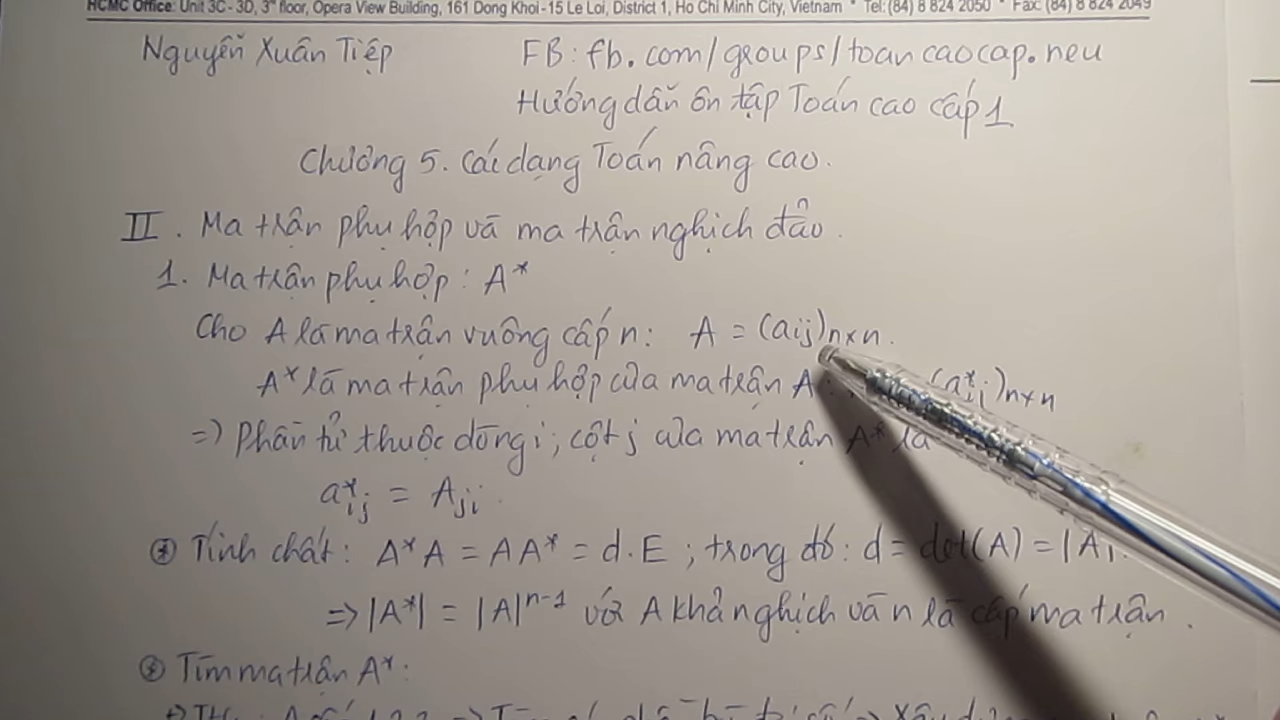 HCMC Office: Unit 3C - 3D, 3rd floor, Opera View Building, 161 Dong Khoi - 15 Le Loi, District 1, Ho Chi Minh City, Vietnam * Tel: (84) 8 824 2050 * Fax: (84) 8 824 2049
Nguyễn Xuân Tiệp FB: fb.com/groups/toancaocap.neu
Hướng dẫn ôn tập Toán cao cấp 1
Chương 5. Các dạng Toán nâng cao.
II. Ma trận phụ hợp và ma trận nghịch đảo.
1. Ma trận phụ hợp: A*
Cho A là ma trận vuông cấp n: A = (aij)n×n.
A* là ma trận phụ hợp của ma trận A: (a*ij)n×n
=) Phần tử thuộc dòng i; cột j của ma trận A* là
a*ij = Aji
* Tính chất: A*A = AA* = d.E ; trong đó: d = det(A) = |A|.
=> |A*| = |A|^n-1 với A khả nghịch và n là cấp ma trận.
* Tìm ma trận A*: